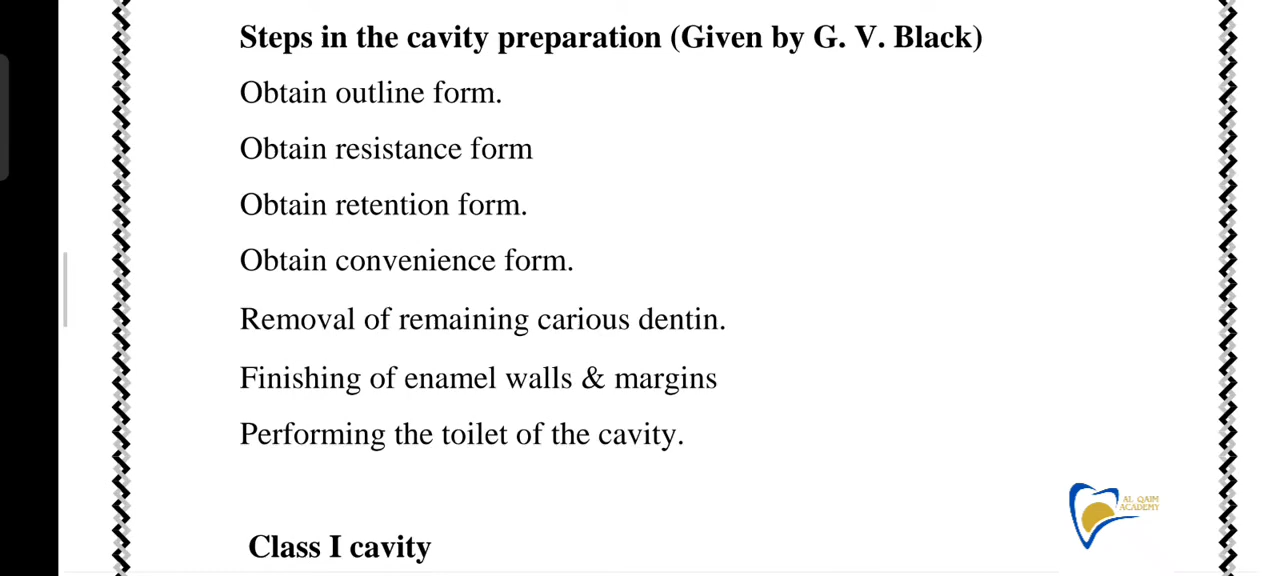 Steps in the cavity preparation (Given by G. V. Black)
Obtain outline form.
Obtain resistance form
Obtain retention form.
Obtain convenience form.
Removal of remaining carious dentin.
Finishing of enamel walls & margins
Performing the toilet of the cavity.
AL QAIM
ACADEMY
Class I cavity